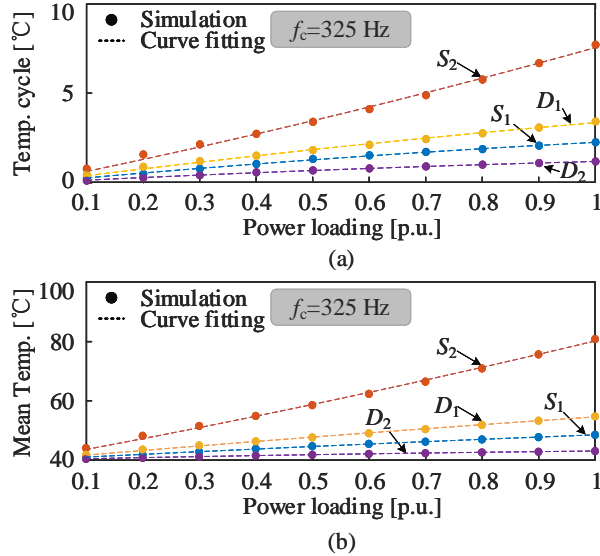 10
5
0
Temp. cycle [℃]
Simulation
Curve fitting
fc=325 Hz
S2
S1
D1
D2
0.1 0.2 0.3 0.4 0.5 0.6 0.7 0.8 0.9 1
Power loading [p.u.]
(a)
100
80
60
40
Mean Temp. [℃]
Simulation
Curve fitting
fc=325 Hz
S2
D2
D1
S1
0.1 0.2 0.3 0.4 0.5 0.6 0.7 0.8 0.9 1
Power loading [p.u.]
(b)